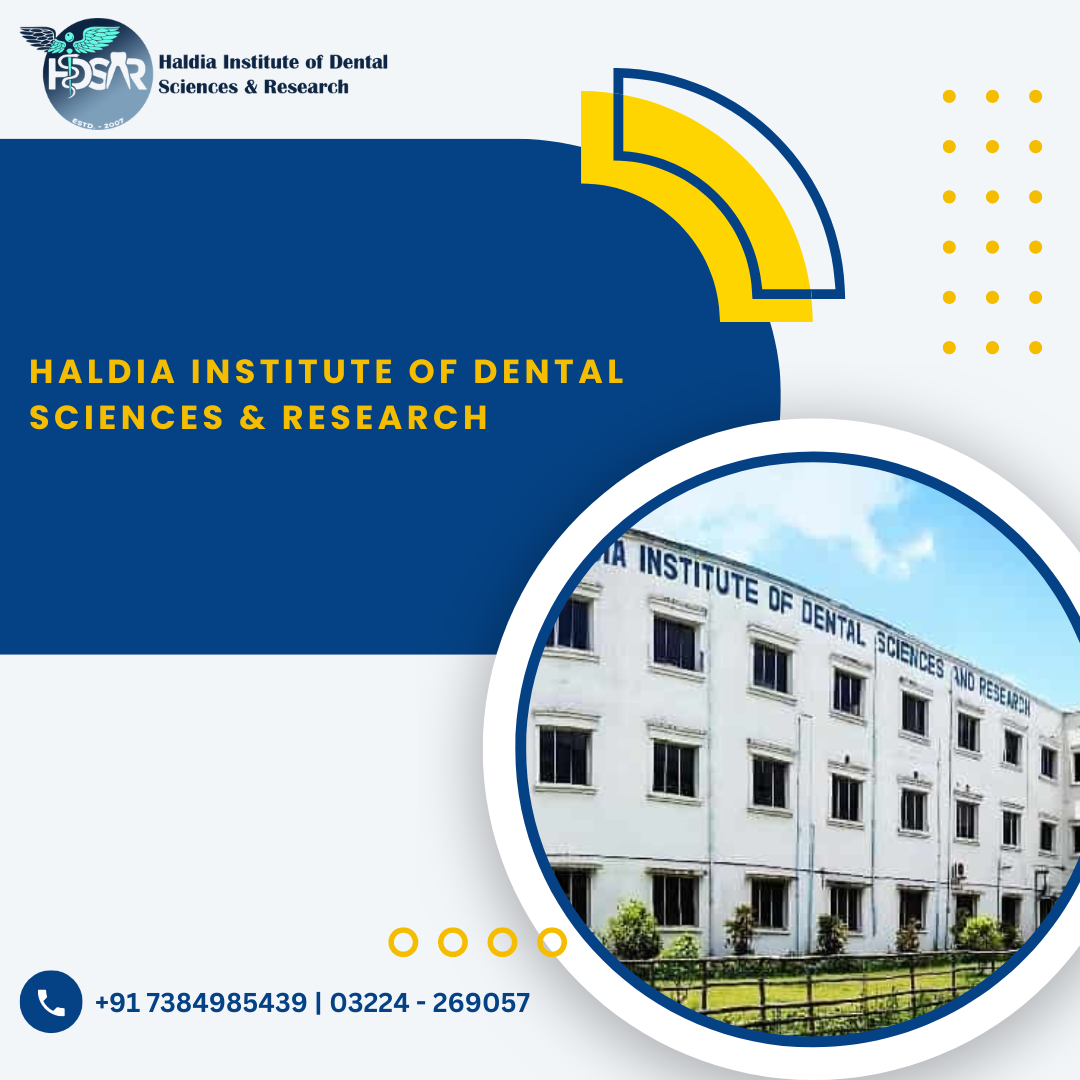 HIDSAR
ESTD. - 2007
Haldia Institute of Dental
Sciences & Research
HALDIA INSTITUTE OF DENTAL
SCIENCES & RESEARCH
INSTITUTE OF DENTAL SCIENCES AND RESEARCH
+91 7384985439 | 03224 - 269057